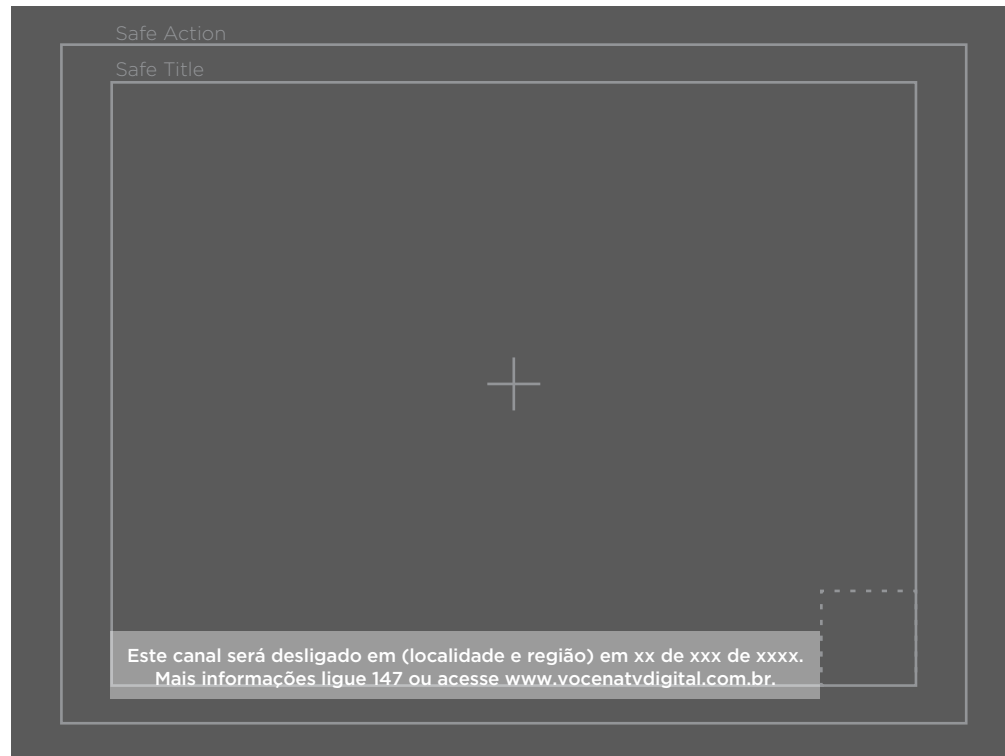 Safe Action
Safe Title
Este canal será desligado em (localidade e região) em xx de xxx de xxxx.
Mais informações ligue 147 ou acesse www.vocenatvdigital.com.br.